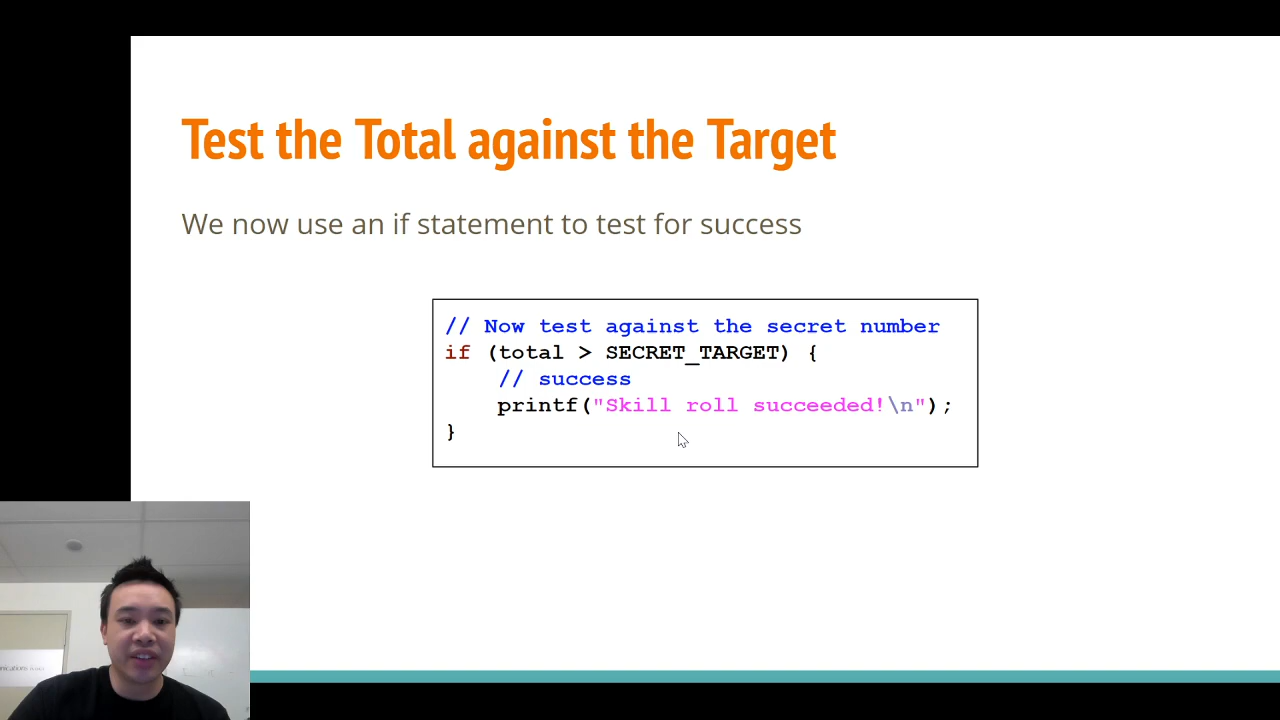 Test the Total against the Target
We now use an if statement to test for success
// Now test against the secret number
if (total > SECRET_TARGET) {
// success
printf("Skill roll succeeded!\n");
}